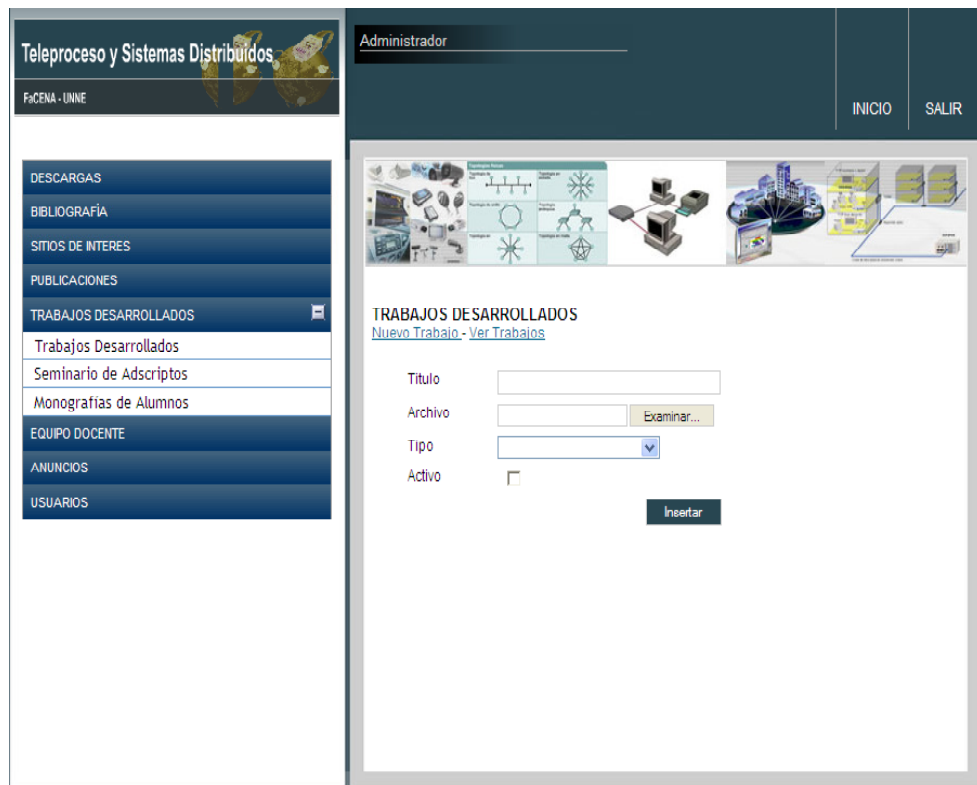 Teleproceso y Sistemas Distribuidos
FaCENA - UNNE
Administrador
INICIO
SALIR
DESCARGAS
BIBLIOGRAFÍA
SITIOS DE INTERES
PUBLICACIONES
TRABAJOS DESARROLLADOS
Trabajos Desarrollados
Seminario de Adscriptos
Monografías de Alumnos
EQUIPO DOCENTE
ANUNCIOS
USUARIOS
TRABAJOS DESARROLLADOS
Nuevo Trabajo - Ver Trabajos
Titulo
Archivo
Examinar...
Tipo
Activo
Insertar